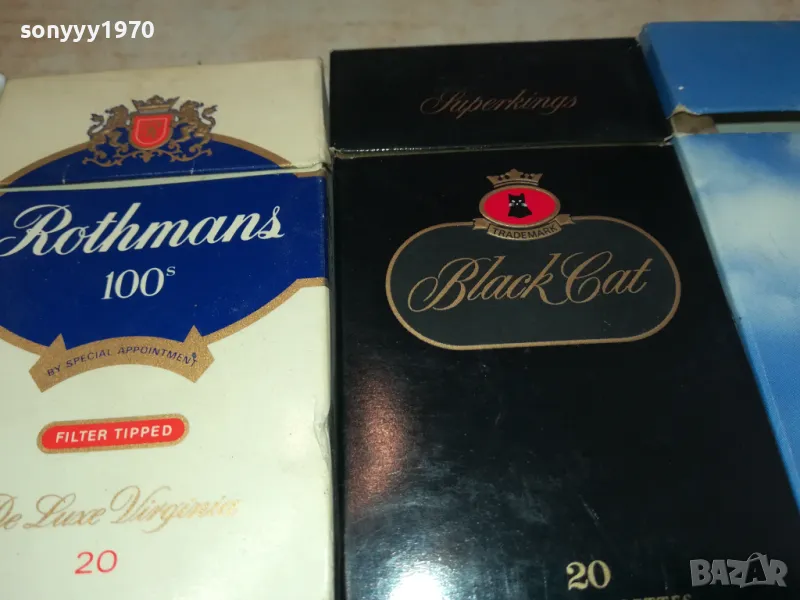 sonyyy1970
Rothmans
100s
BY SPECIAL APPOINTMENT
FILTER TIPPED
De Luxe Virginia
20
Superkings
TRADEMARK
Black Cat
20
BAZAR